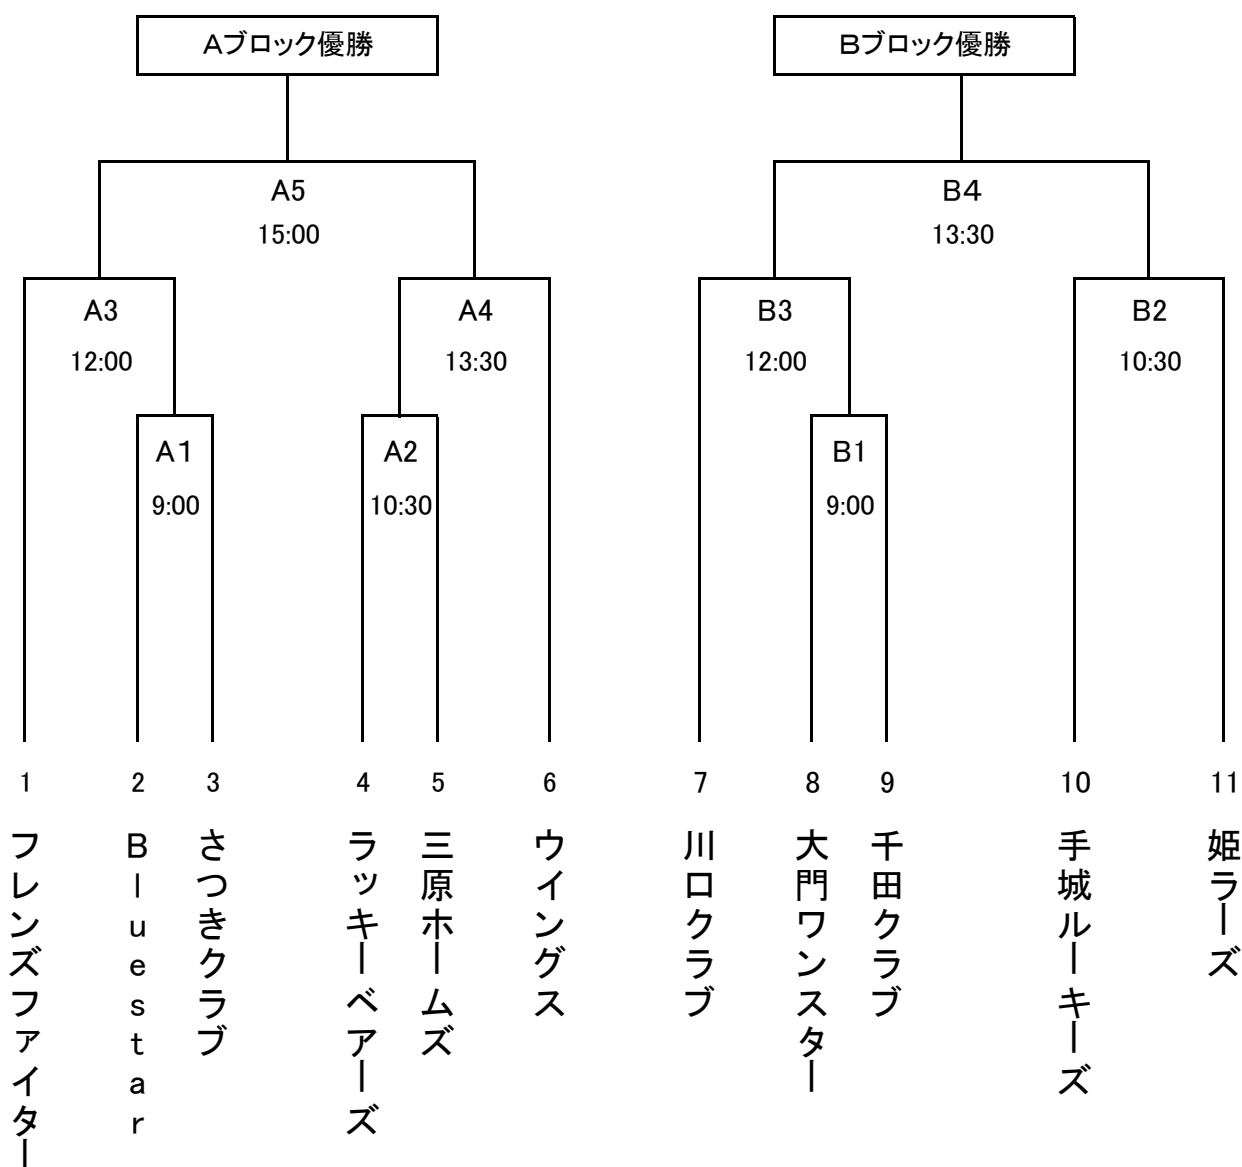 Aブロック優勝
Bブロック優勝
A5
15:00
B4
13:30
A3
12:00
A4
13:30
B3
12:00
B2
10:30
A1
9:00
A2
10:30
B1
9:00
1
2
3
4
5
6
7
8
9
10
11
フレンズファイター
Bluestar
さつきクラブ
ラッキーベアーズ
三原ホームズ
ウイングス
川口クラブ
大門ワンスター
千田クラブ
手城ルーキーズ
姫ラーズ